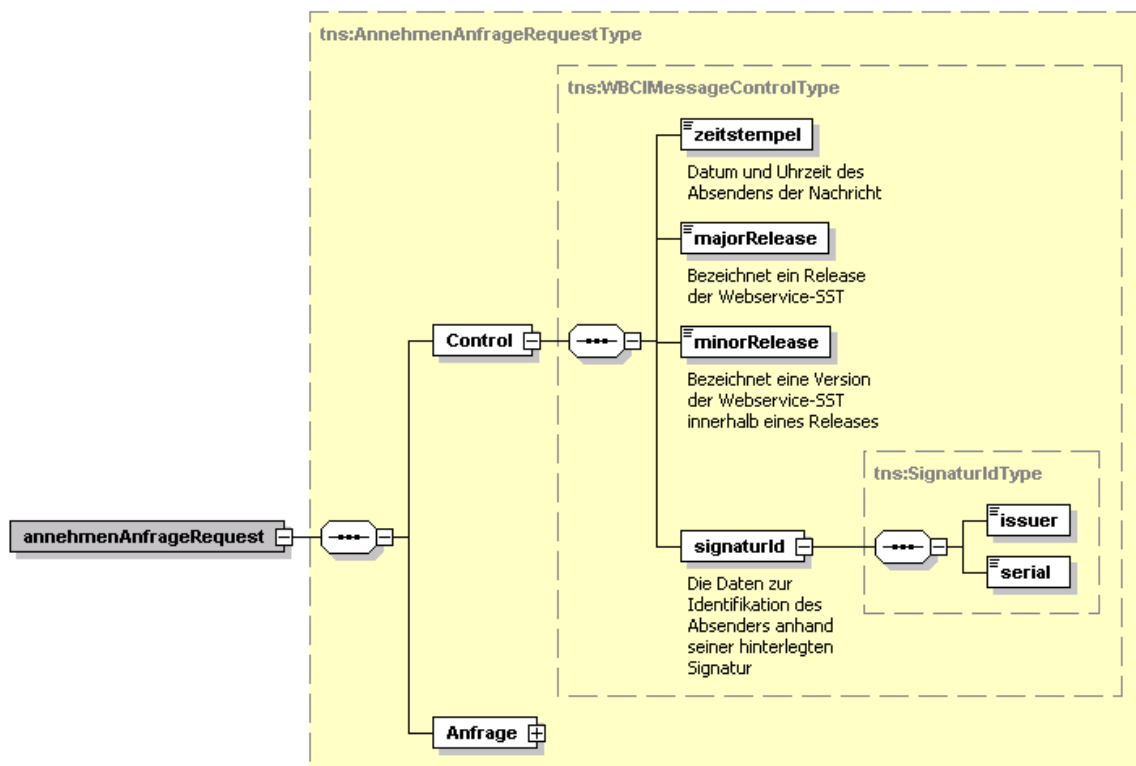 tns:AnnehmenAnfrageRequestType
tns:WBCIMessageControlType
zeitstempel
Datum und Uhrzeit des
Absendens der Nachricht
majorRelease
Bezeichnet ein Release
der Webservice-SST
Control
minorRelease
Bezeichnet eine Version
der Webservice-SST
innerhalb eines Releases
tns:SignaturIdType
annehmenAnfrageRequest
signaturId
issuer
serial
Die Daten zur
Identifikation des
Absenders anhand
seiner hinterlegten
Signatur
Anfrage